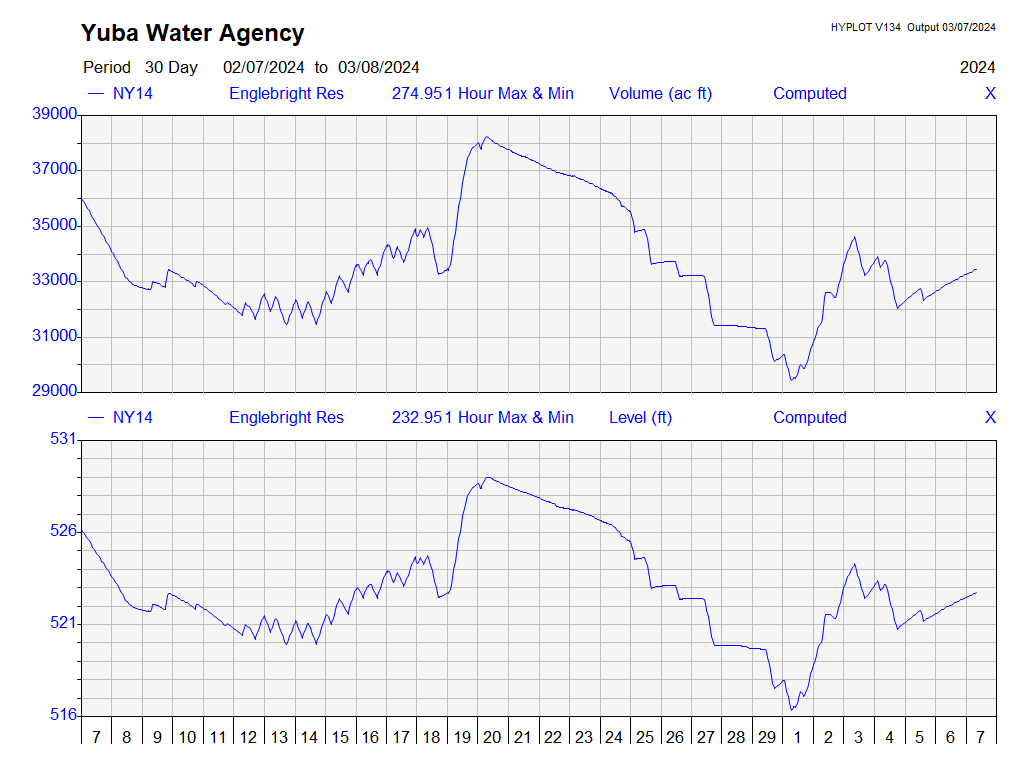 Yuba Water Agency
HYPLOT V134 Output 03/07/2024
Period 30 Day 02/07/2024 to 03/08/2024 2024
NY14 Englebright Res 274.951 Hour Max & Min Volume (ac ft) Computed X
39000
37000
35000
33000
31000
29000
NY14 Englebright Res 232.951 Hour Max & Min Level (ft) Computed X
531
526
521
516
7 8 9 10 11 12 13 14 15 16 17 18 19 20 21 22 23 24 25 26 27 28 29 1 2 3 4 5 6 7